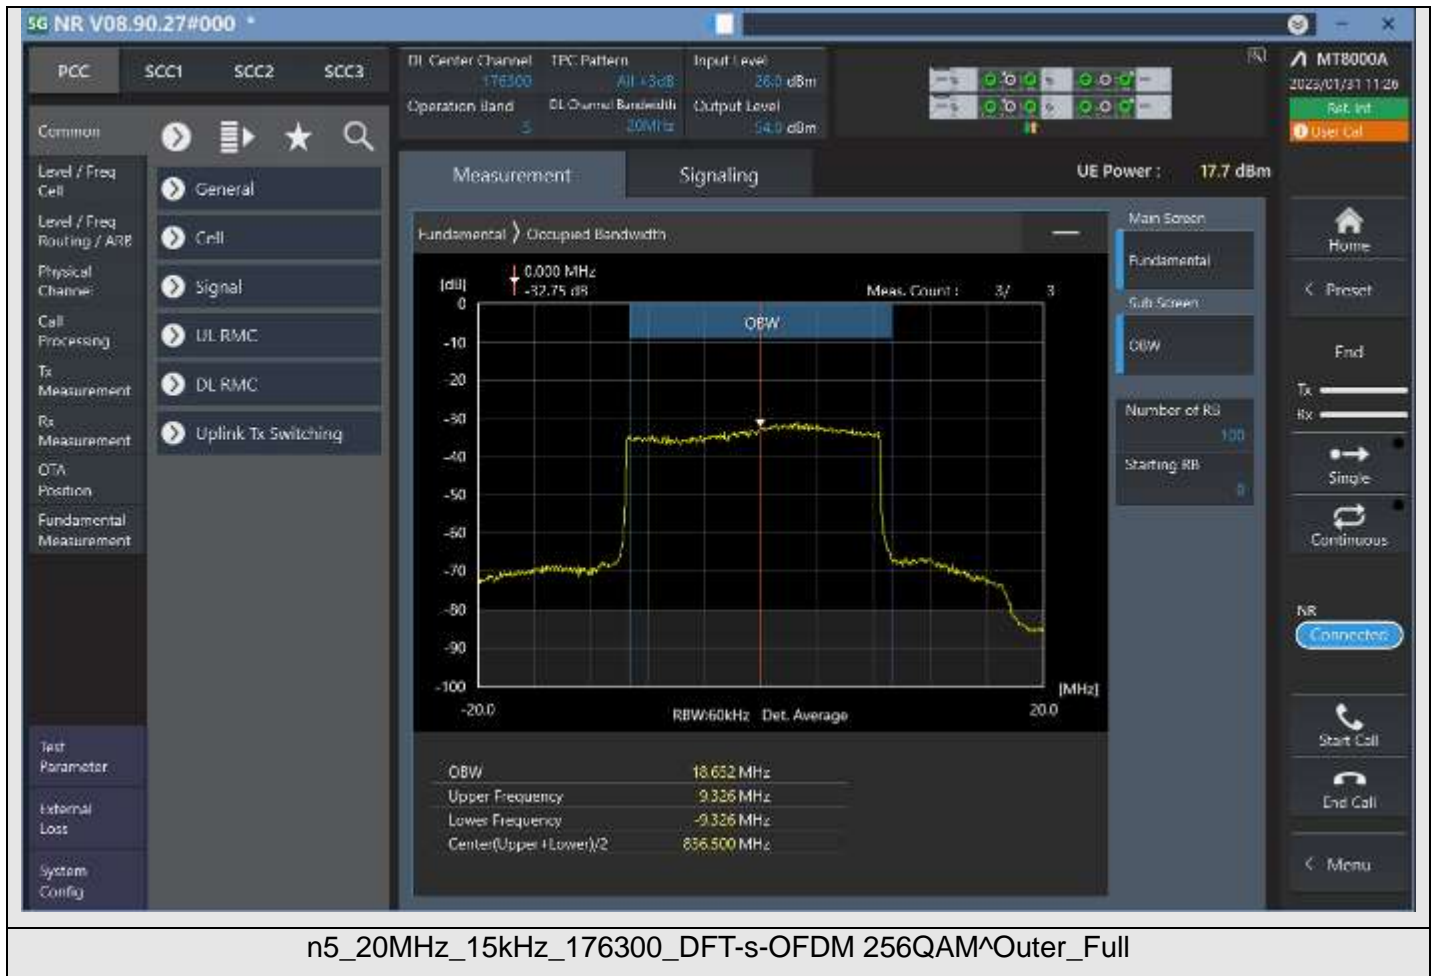 5G NR V08.90.27#000 *
PCC SCC1 SCC2 SCC3
DL Center Channel 176300
TPC Pattern All +3dB
Input Level 26.0 dBm
Operation Band 5
DL Channel Bandwidth 20MHz
Output Level -54.0 dBm
MT8000A
2023/01/31 11:26
Ref. Int
User Cal
Common
Level / Freq
Cell
Level / Freq
Routing / ARB
Physical
Channel
Call
Processing
Tx
Measurement
Rx
Measurement
OTA
Position
Fundamental
Measurement
Test
Parameter
External
Loss
System
Config
General
Cell
Signal
UL RMC
DL RMC
Uplink Tx Switching
Measurement Signaling
UE Power : 17.7 dBm
Fundamental Occupied Bandwidth
0.000 MHz
-32.75 dB
Meas. Count : 3/ 3
[dB]
OBW
0
-10
-20
-30
-40
-50
-60
-70
-80
-90
-100
-20.0 20.0
[MHz]
RBW:60kHz Det. Average
OBW 18.652 MHz
Upper Frequency 9.326 MHz
Lower Frequency -9.326 MHz
Center(Upper+Lower)/2 836.500 MHz
Main Screen
Fundamental
Sub Screen
OBW
Number of RB
100
Starting RB
0
Home
< Preset
End
Tx
Rx
Single
Continuous
NR
Connected
Start Call
End Call
< Menu
n5_20MHz_15kHz_176300_DFT-s-OFDM 256QAM^Outer_Full